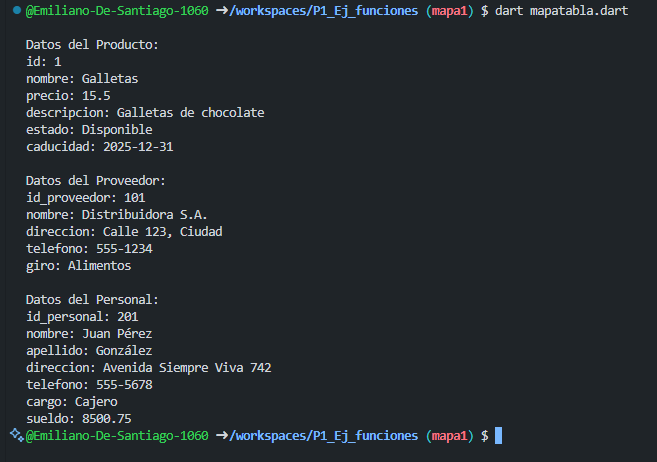 @Emiliano-De-Santiago-1060 ➜/workspaces/P1_Ej_funciones (mapa1) $ dart mapatabla.dart
Datos del Producto:
id: 1
nombre: Galletas
precio: 15.5
descripcion: Galletas de chocolate
estado: Disponible
caducidad: 2025-12-31
Datos del Proveedor:
id_proveedor: 101
nombre: Distribuidora S.A.
direccion: Calle 123, Ciudad
telefono: 555-1234
giro: Alimentos
Datos del Personal:
id_personal: 201
nombre: Juan Pérez
apellido: González
direccion: Avenida Siempre Viva 742
telefono: 555-5678
cargo: Cajero
sueldo: 8500.75
@Emiliano-De-Santiago-1060 ➜/workspaces/P1_Ej_funciones (mapa1) $